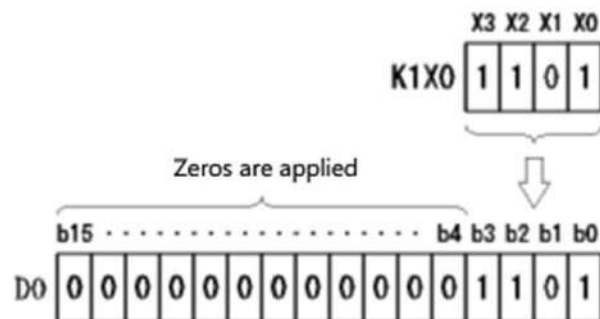 X3 X2 X1 X0
K1X0 1 1 0 1
Zeros are applied
b15 · · · · · · · · · · · · · · · · · · b4 b3 b2 b1 b0
D0 0 0 0 0 0 0 0 0 0 0 0 0 1 1 0 1